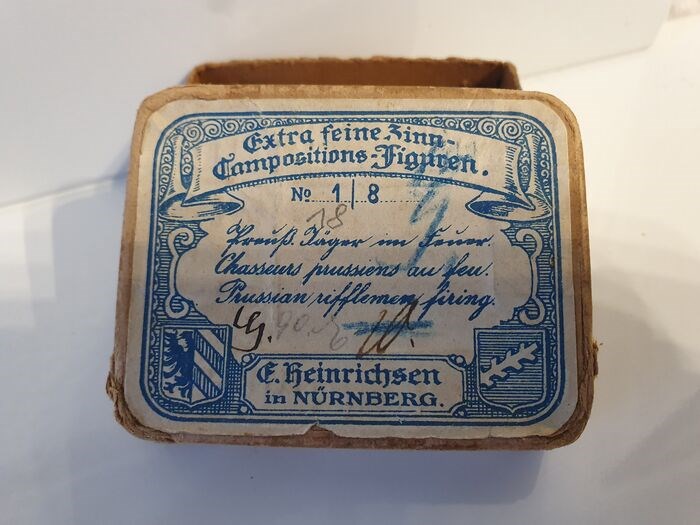 Extra feine Zinn-
Compositions-Figuren.
No 1/8
18
Preuß. Jäger im Feuer.
Chasseurs prussiens au feu.
Prussian rifflemen firing.
E. Heinrichsen
in NÜRNBERG.